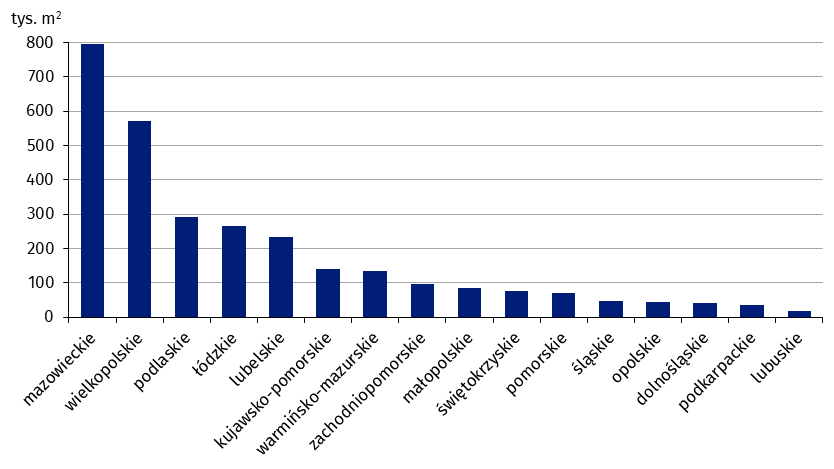 tys. m²
800
700
600
500
400
300
200
100
0
mazowieckie
wielkopolskie
podlaskie
łódzkie
lubelskie
kujawsko-pomorskie
warmińsko-mazurskie
zachodniopomorskie
małopolskie
świętokrzyskie
pomorskie
śląskie
opolskie
dolnośląskie
podkarpackie
lubuskie